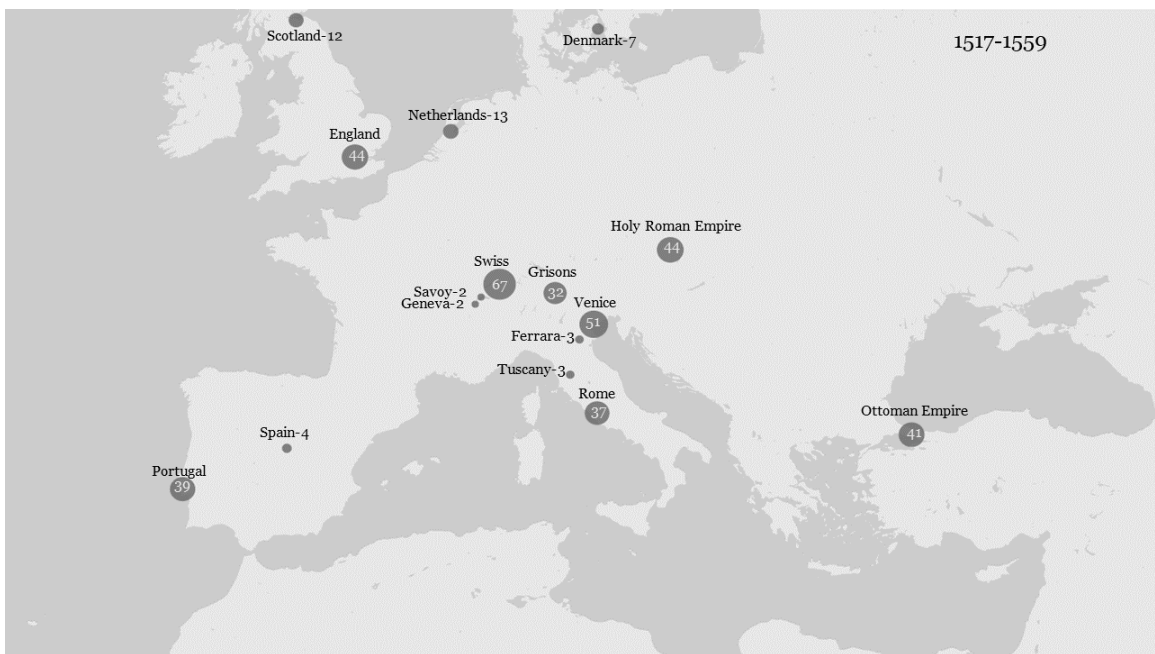 Scotland-12
Denmark-7
1517-1559
Netherlands-13
England
44
Holy Roman Empire
44
Swiss
67
Grisons
32
Savoy-2
Geneva-2
Venice
51
Ferrara-3
Tuscany-3
Rome
37
Ottoman Empire
41
Spain-4
Portugal
39